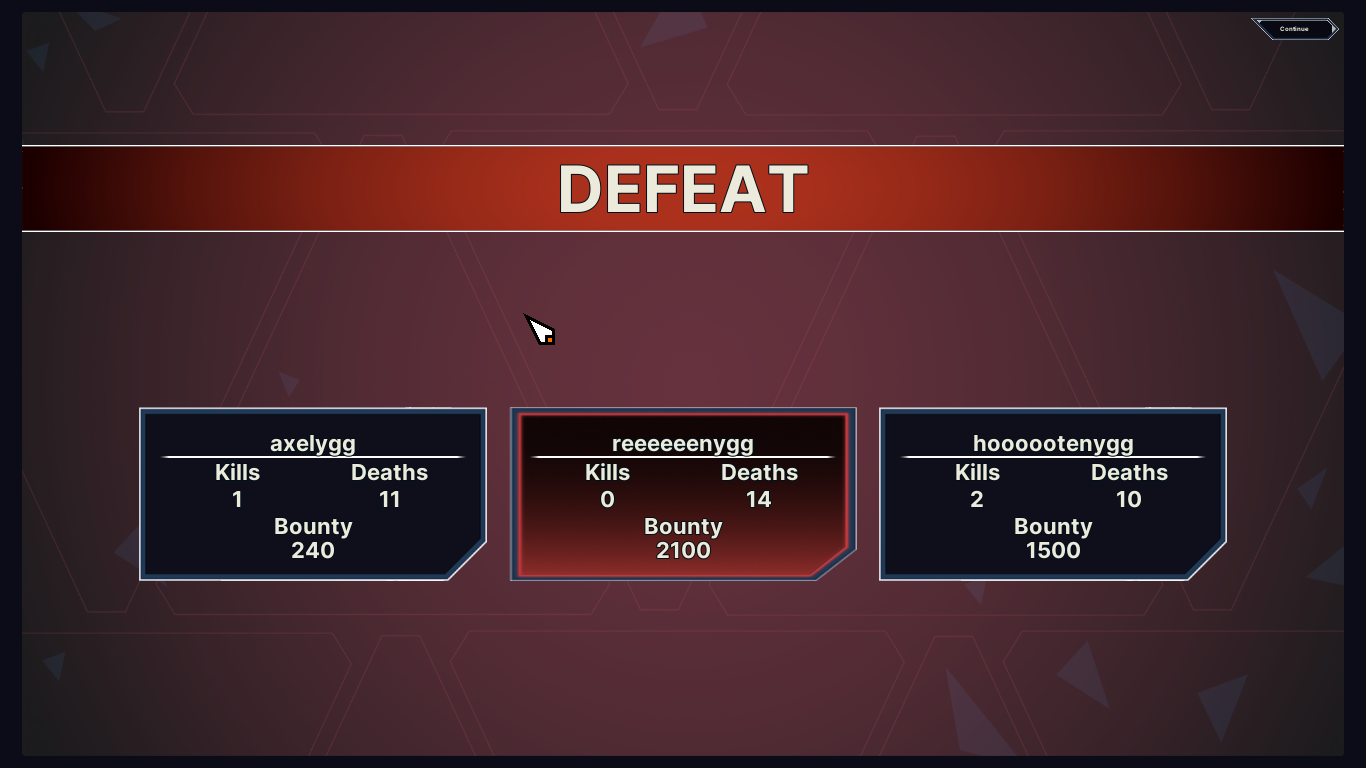 Continue
DEFEAT
axelygg
Kills Deaths
1 11
Bounty
240
reeeeeenygg
Kills Deaths
0 14
Bounty
2100
hoooootenygg
Kills Deaths
2 10
Bounty
1500